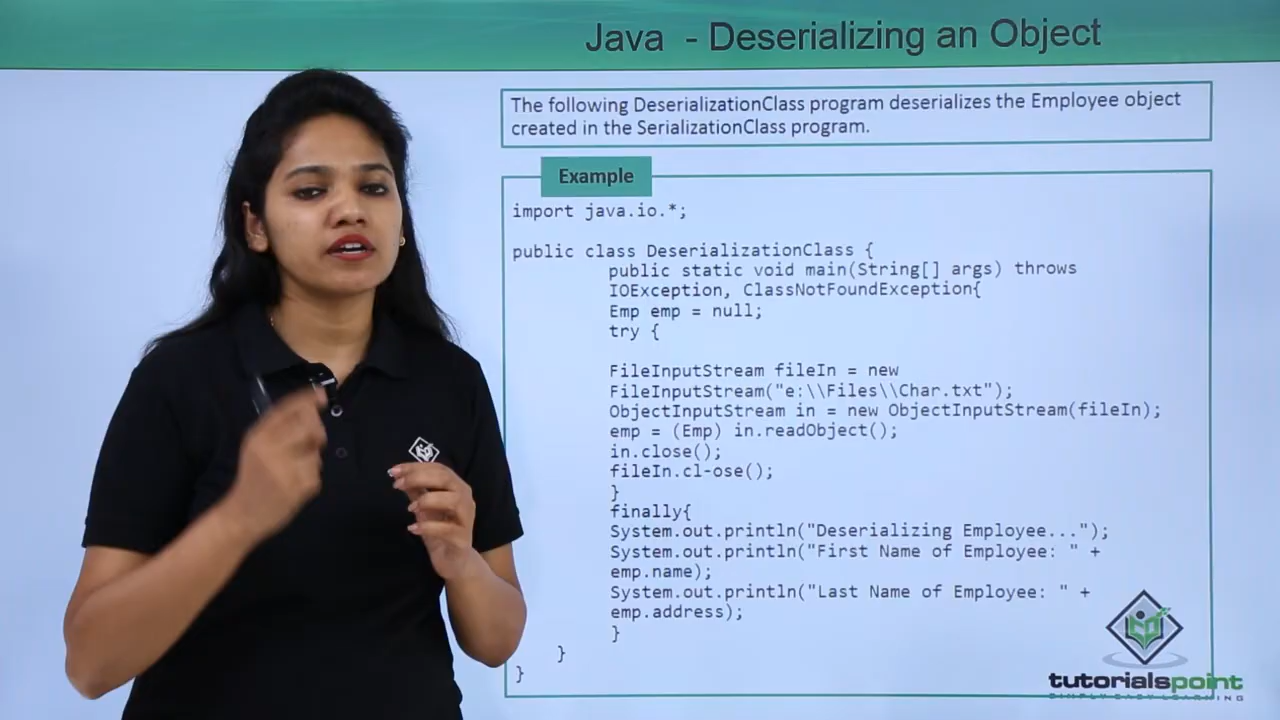 Java - Deserializing an Object
The following DeserializationClass program deserializes the Employee object
created in the SerializationClass program.
Example
import java.io.*;
public class DeserializationClass {
public static void main(String[] args) throws
IOException, ClassNotFoundException{
Emp emp = null;
try {
FileInputStream fileIn = new
FileInputStream("e:\\Files\\Char.txt");
ObjectInputStream in = new ObjectInputStream(fileIn);
emp = (Emp) in.readObject();
in.close();
fileIn.cl-ose();
}
finally{
System.out.println("Deserializing Employee...");
System.out.println("First Name of Employee: " +
emp.name);
System.out.println("Last Name of Employee: " +
emp.address);
}
}
}
tutorialspoint
SIMPLY EASY LEARNING